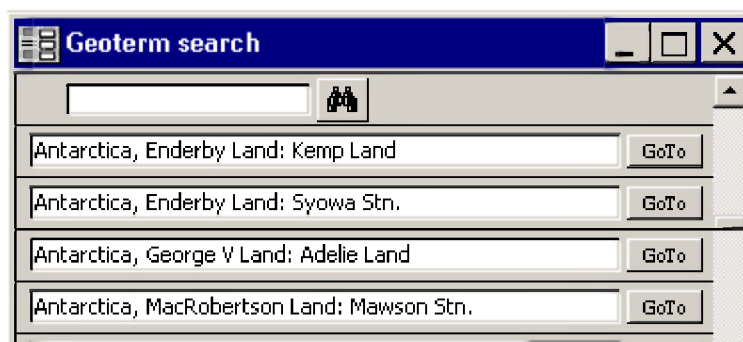 Geoterm search
Antarctica, Enderby Land: Kemp Land GoTo
Antarctica, Enderby Land: Syowa Stn. GoTo
Antarctica, George V Land: Adelie Land GoTo
Antarctica, MacRobertson Land: Mawson Stn. GoTo